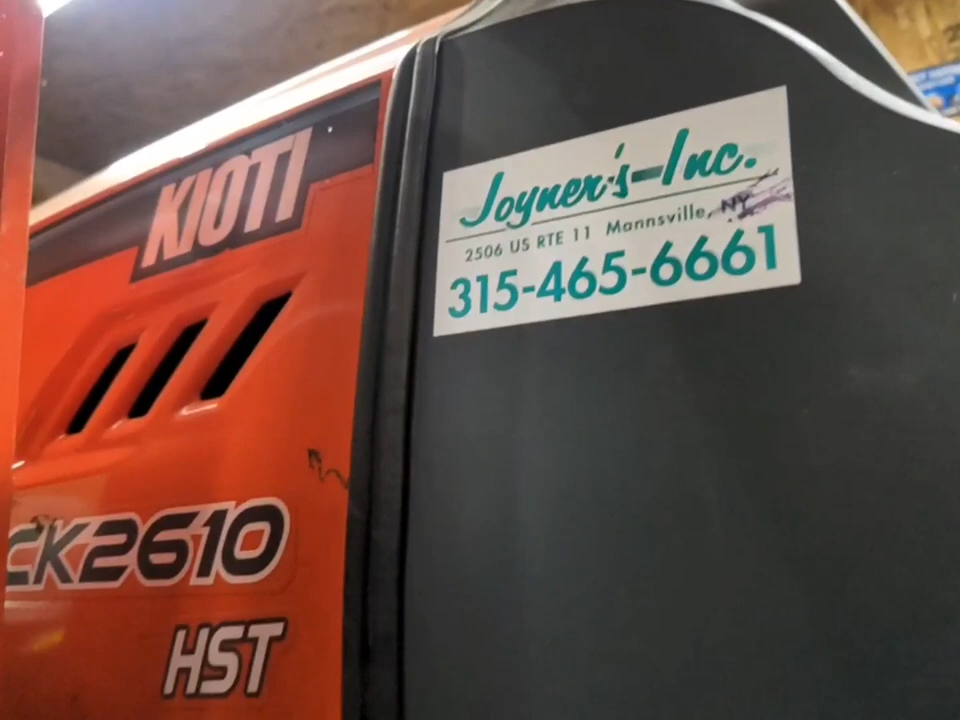 KIOTI
CK2610
HST
Joyner's Inc.
2506 US RTE 11 Mannsville, NY
315-465-6661